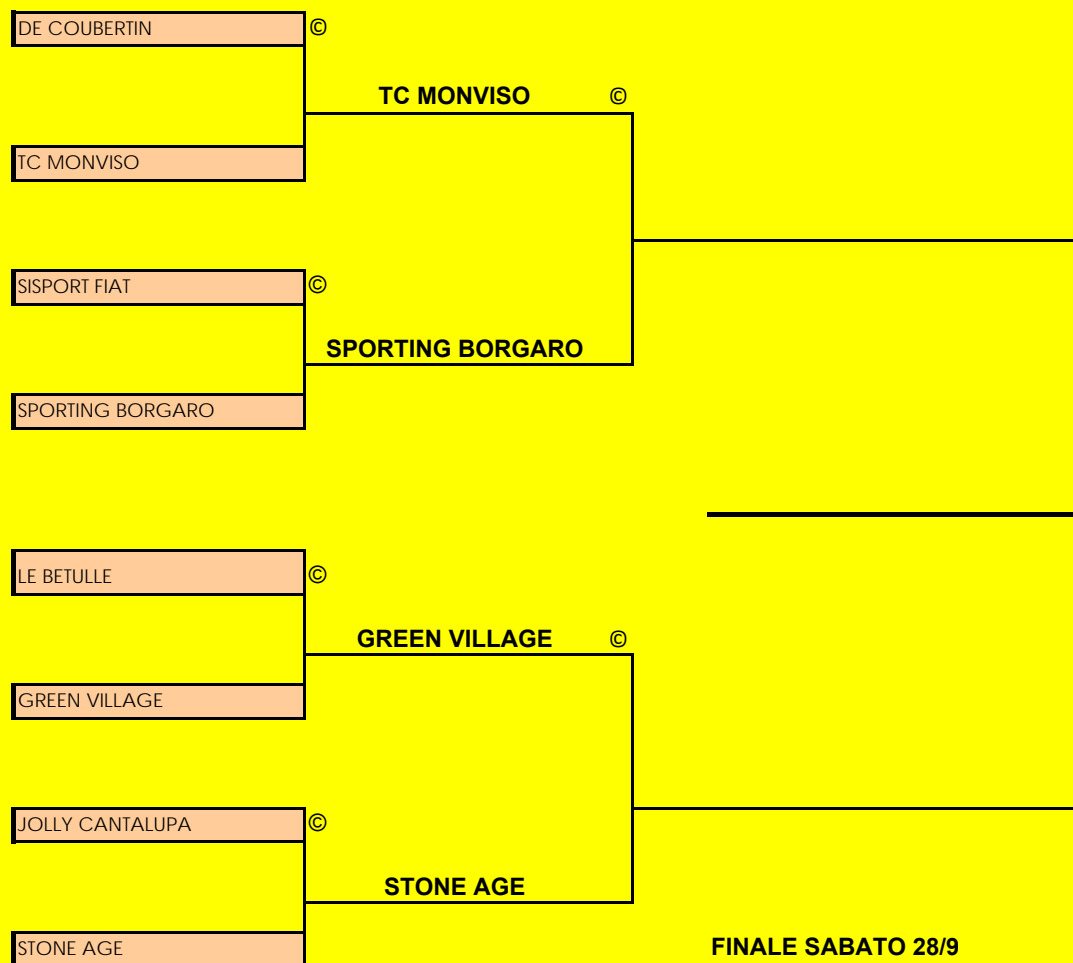 DE COUBERTIN ©
TC MONVISO ©
TC MONVISO
SISPORT FIAT ©
SPORTING BORGARO
SPORTING BORGARO
LE BETULLE ©
GREEN VILLAGE ©
GREEN VILLAGE
JOLLY CANTALUPA ©
STONE AGE
STONE AGE
FINALE SABATO 28/9